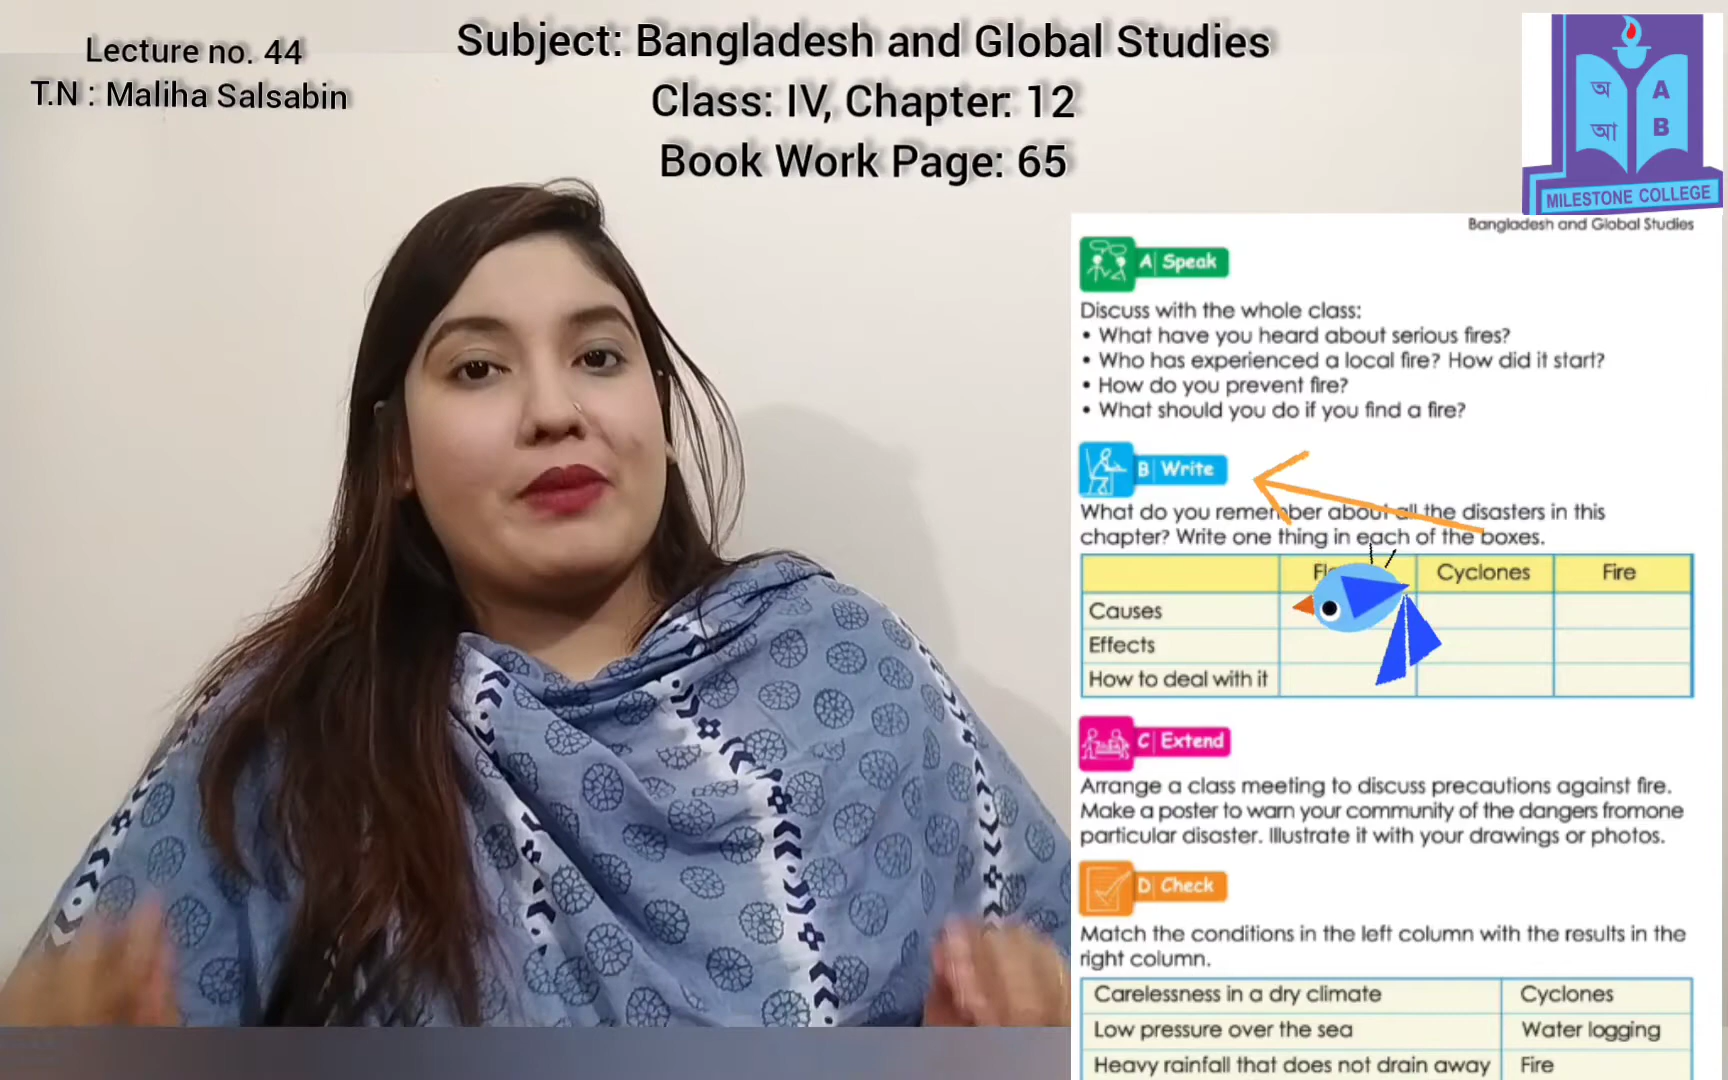 Lecture no. 44
T.N : Maliha Salsabin
Subject: Bangladesh and Global Studies
Class: IV, Chapter: 12
Book Work Page: 65
অ A
আ B
MILESTONE COLLEGE
Bangladesh and Global Studies
A Speak
Discuss with the whole class:
• What have you heard about serious fires?
• Who has experienced a local fire? How did it start?
• How do you prevent fire?
• What should you do if you find a fire?
B Write
What do you remember about all the disasters in this
chapter? Write one thing in each of the boxes.
Cyclones Fire
Causes
Effects
How to deal with it
C Extend
Arrange a class meeting to discuss precautions against fire.
Make a poster to warn your community of the dangers fromone
particular disaster. Illustrate it with your drawings or photos.
D Check
Match the conditions in the left column with the results in the
right column.
Carelessness in a dry climate Cyclones
Low pressure over the sea Water logging
Heavy rainfall that does not drain away Fire